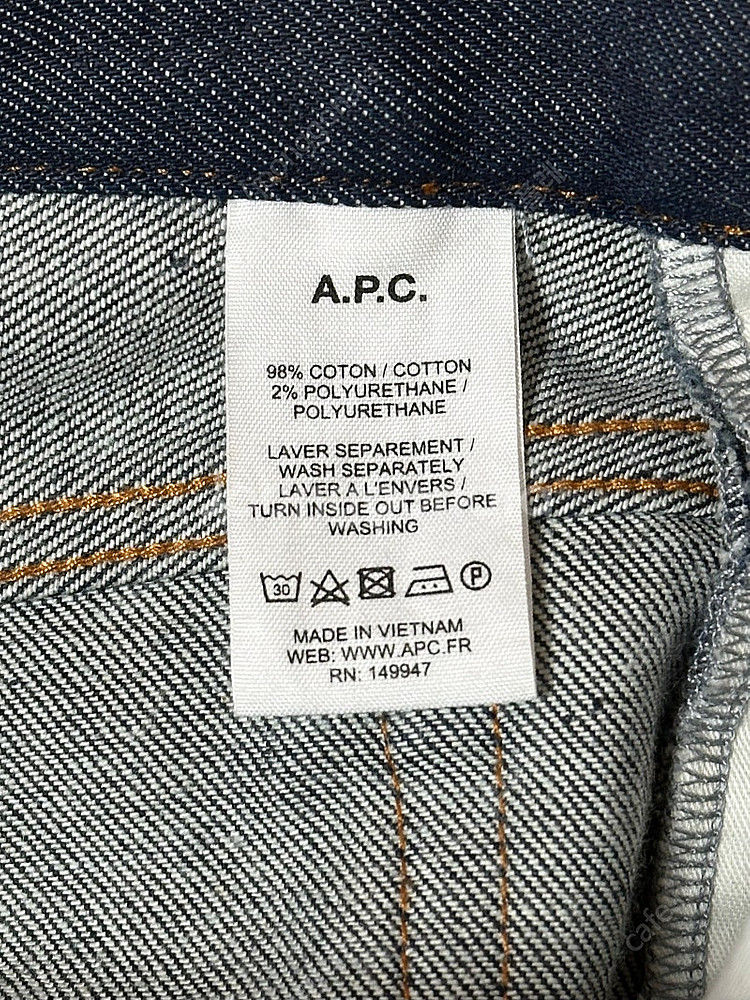 A.P.C.
98% COTON / COTTON
2% POLYURETHANE /
POLYURETHANE
LAVER SEPAREMENT /
WASH SEPARATELY
LAVER A L'ENVERS /
TURN INSIDE OUT BEFORE
WASHING
30 P
MADE IN VIETNAM
WEB: WWW.APC.FR
RN: 149947